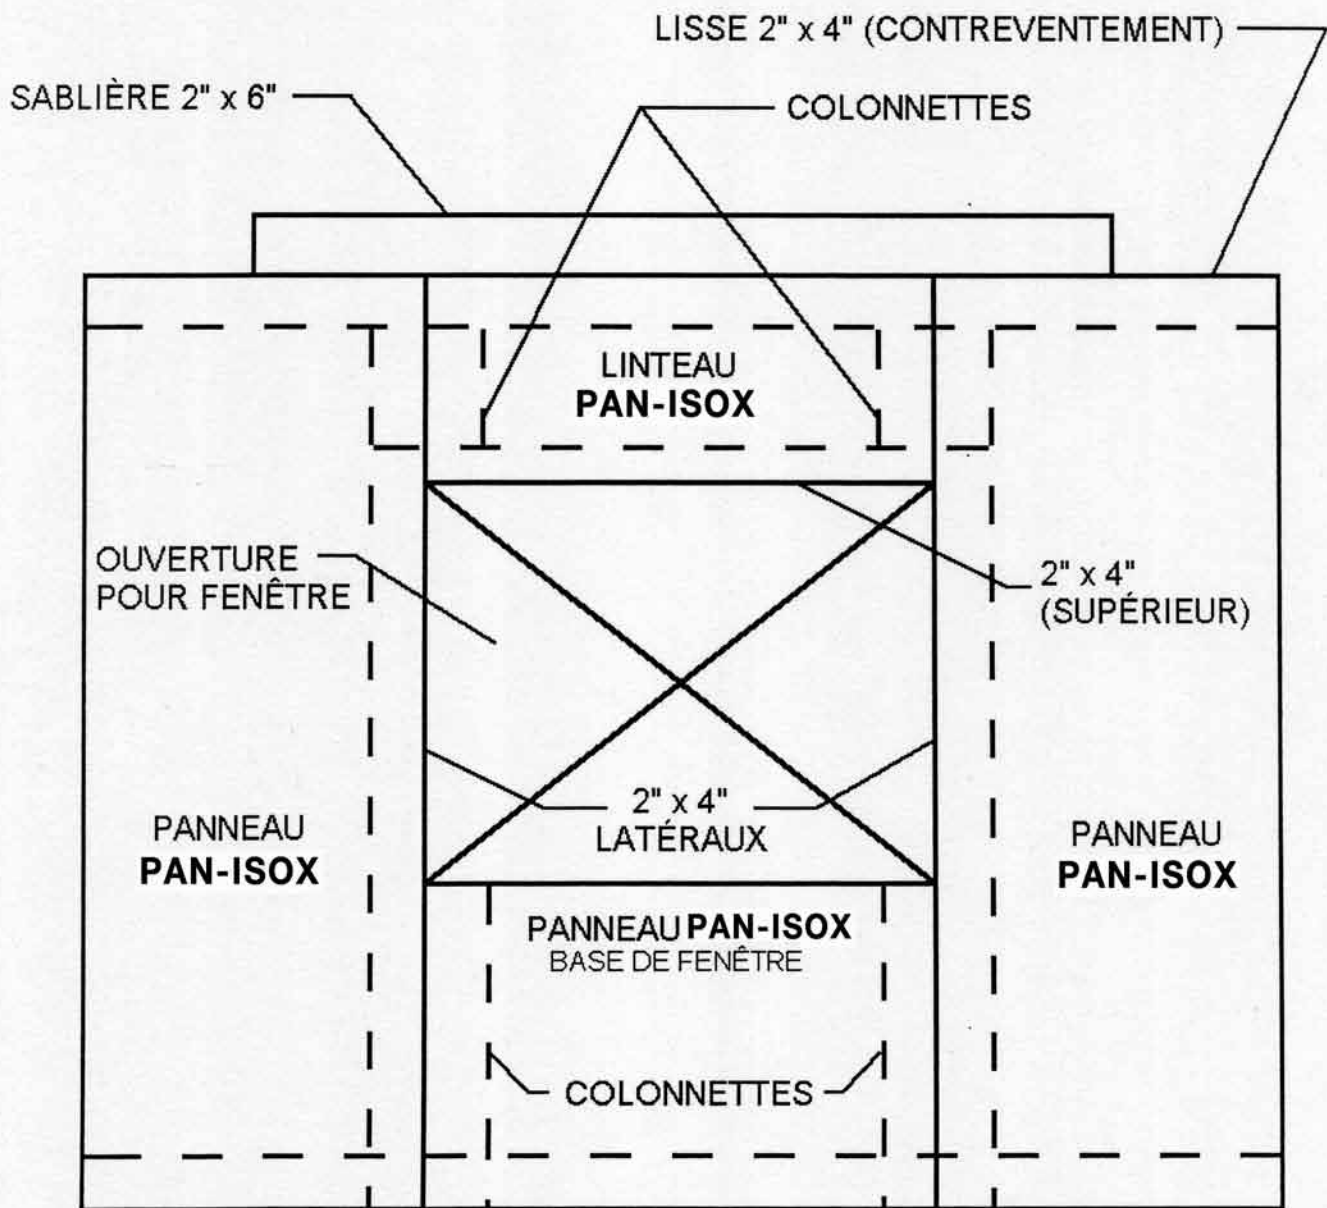 LISSE 2" x 4" (CONTREVENTEMENT)
SABLIÈRE 2" x 6"
COLONNETTES
LINTEAU
PAN-ISOX
OUVERTURE
POUR FENÊTRE
2" x 4"
(SUPÉRIEUR)
2" x 4"
LATÉRAUX
PANNEAU
PAN-ISOX
PANNEAU
PAN-ISOX
PANNEAU PAN-ISOX
BASE DE FENÊTRE
COLONNETTES